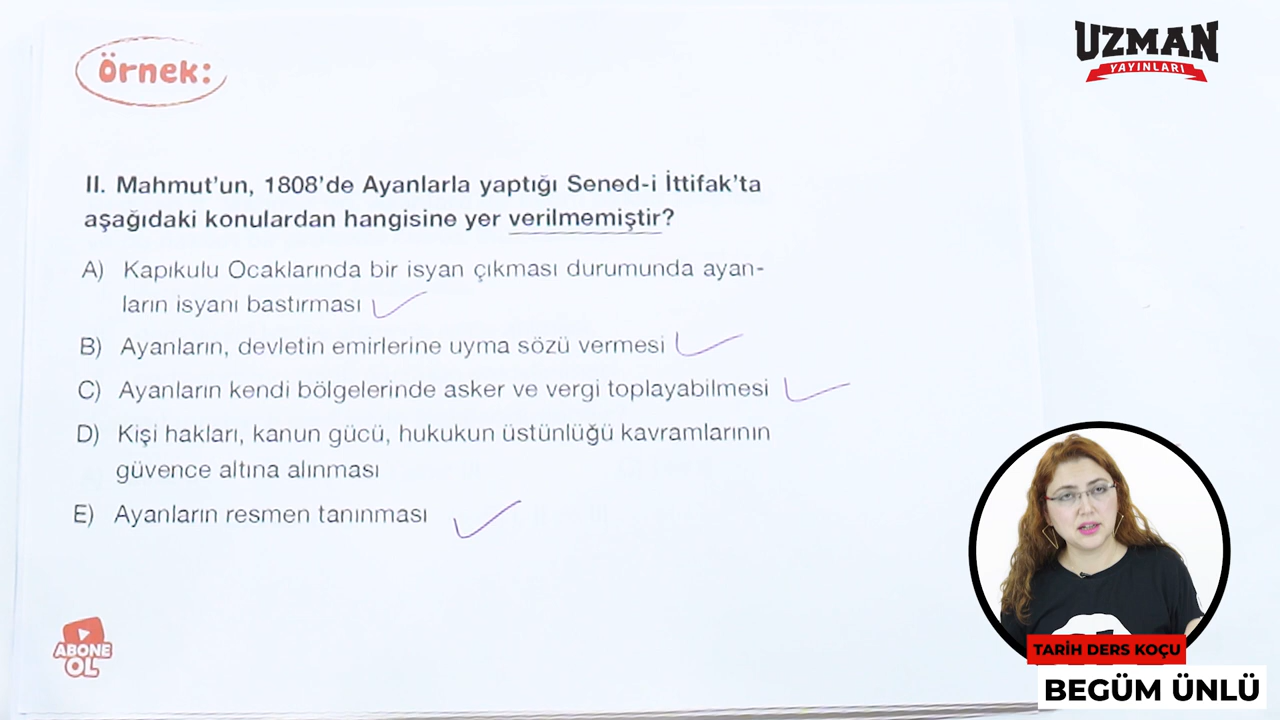 Örnek:
UZMAN
YAYINLARI
II. Mahmut'un, 1808'de Ayanlarla yaptığı Sened-i İttifak'ta
aşağıdaki konulardan hangisine yer verilmemiştir?
A) Kapıkulu Ocaklarında bir isyan çıkması durumunda ayan-
ların isyanı bastırması
B) Ayanların, devletin emirlerine uyma sözü vermesi
C) Ayanların kendi bölgelerinde asker ve vergi toplayabilmesi
D) Kişi hakları, kanun gücü, hukukun üstünlüğü kavramlarının
güvence altına alınması
E) Ayanların resmen tanınması
ABONE
OL
TARİH DERS KOÇU
BEGÜM ÜNLÜ